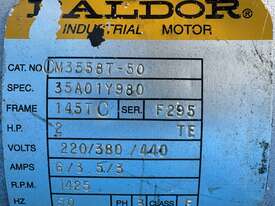 BALDOR
INDUSTRIAL MOTOR
CAT. NO. CM3558T-50
SPEC. 35A01Y980
FRAME 145TC SER. F295
H.P. 2 TE
VOLTS 220/380/440
AMPS 6/3.5/3
R.P.M. 1425
HZ 50 PH 3 CLASS F